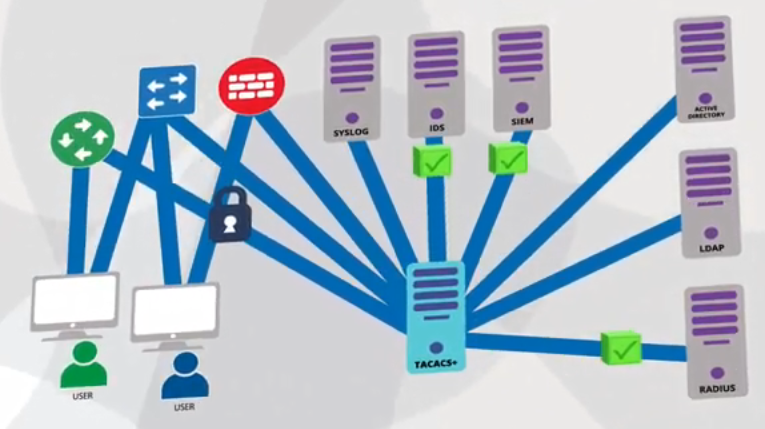 SYSLOG
IDS
SIEM
ACTIVE
DIRECTORY
LDAP
TACACS+
RADIUS
USER
USER